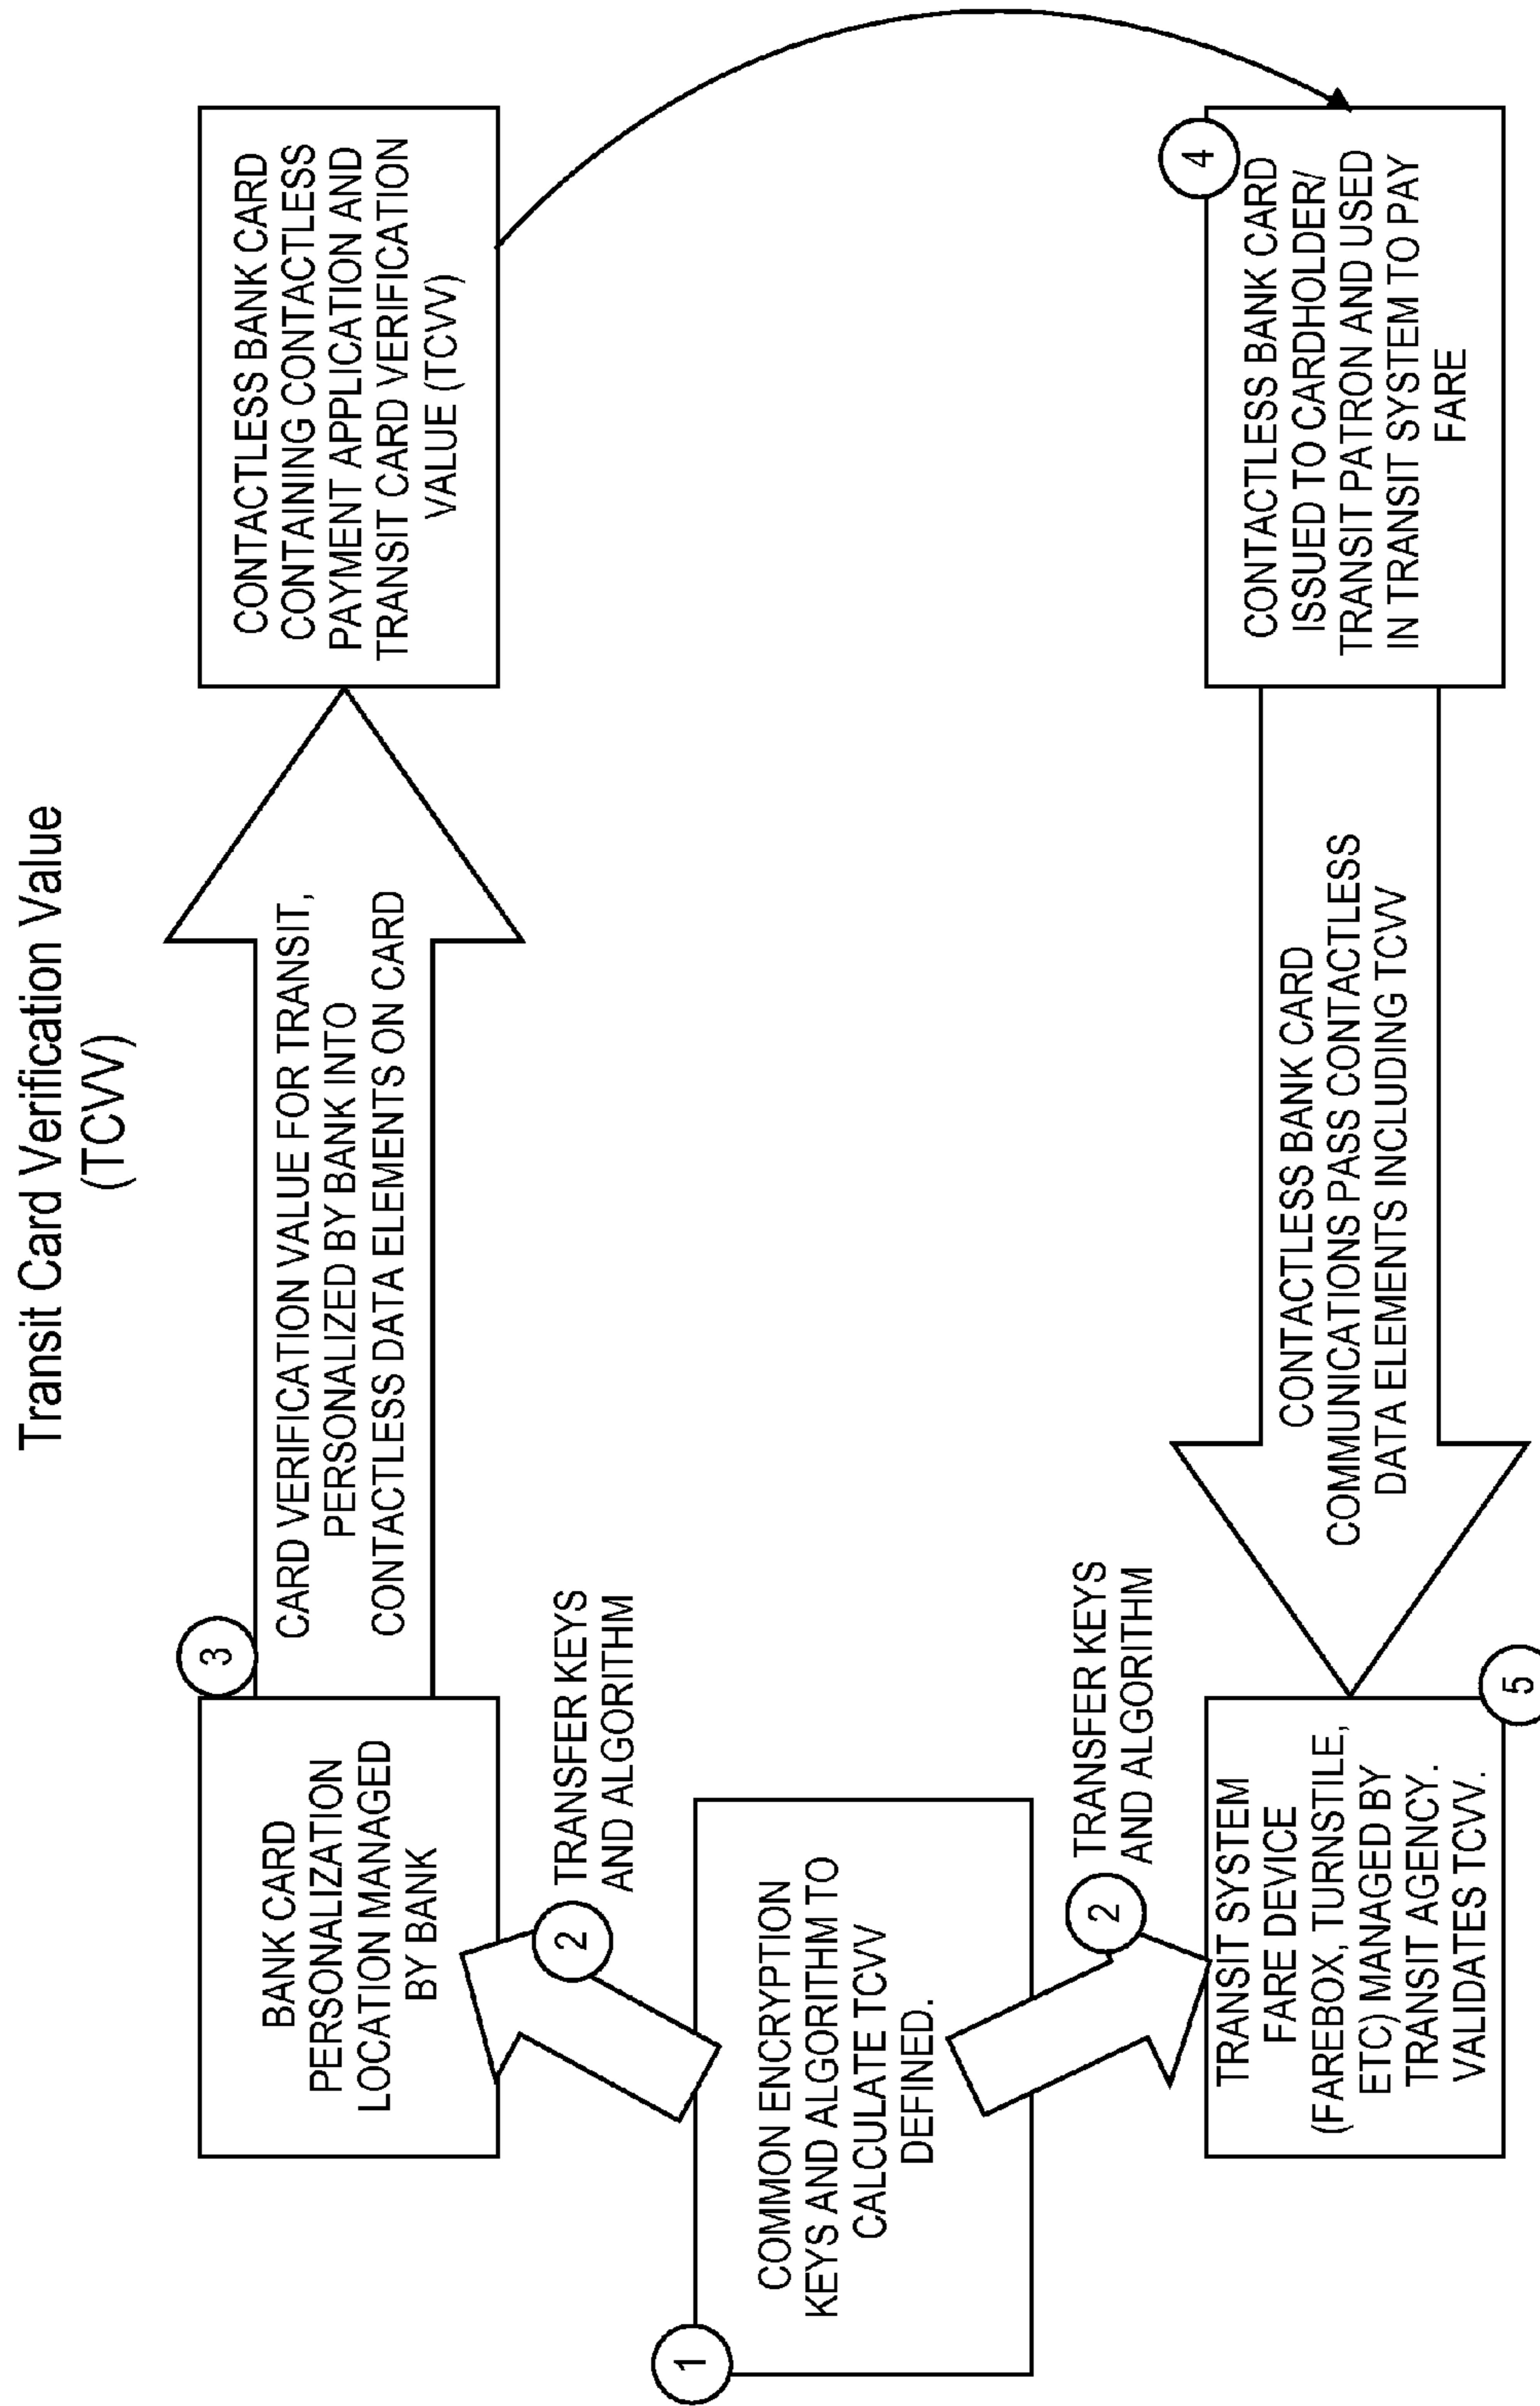 Transit Card Verification Value
(TCVV)
3
BANK CARD
PERSONALIZATION
LOCATION MANAGED
BY BANK
CARD VERIFICATION VALUE FOR TRANSIT,
PERSONALIZED BY BANK INTO
CONTACTLESS DATA ELEMENTS ON CARD
CONTACTLESS BANK CARD
CONTAINING CONTACTLESS
PAYMENT APPLICATION AND
TRANSIT CARD VERIFICATION
VALUE (TCVV)
2
TRANSFER KEYS
AND ALGORITHM
1
COMMON ENCRYPTION
KEYS AND ALGORITHM TO
CALCULATE TCVV
DEFINED.
2
TRANSFER KEYS
AND ALGORITHM
TRANSIT SYSTEM
FARE DEVICE
(FAREBOX, TURNSTILE,
ETC) MANAGED BY
TRANSIT AGENCY.
VALIDATES TCVV.
5
CONTACTLESS BANK CARD
COMMUNICATIONS PASS CONTACTLESS
DATA ELEMENTS INCLUDING TCVV
4
CONTACTLESS BANK CARD
ISSUED TO CARDHOLDER/
TRANSIT PATRON AND USED
IN TRANSIT SYSTEM TO PAY
FARE